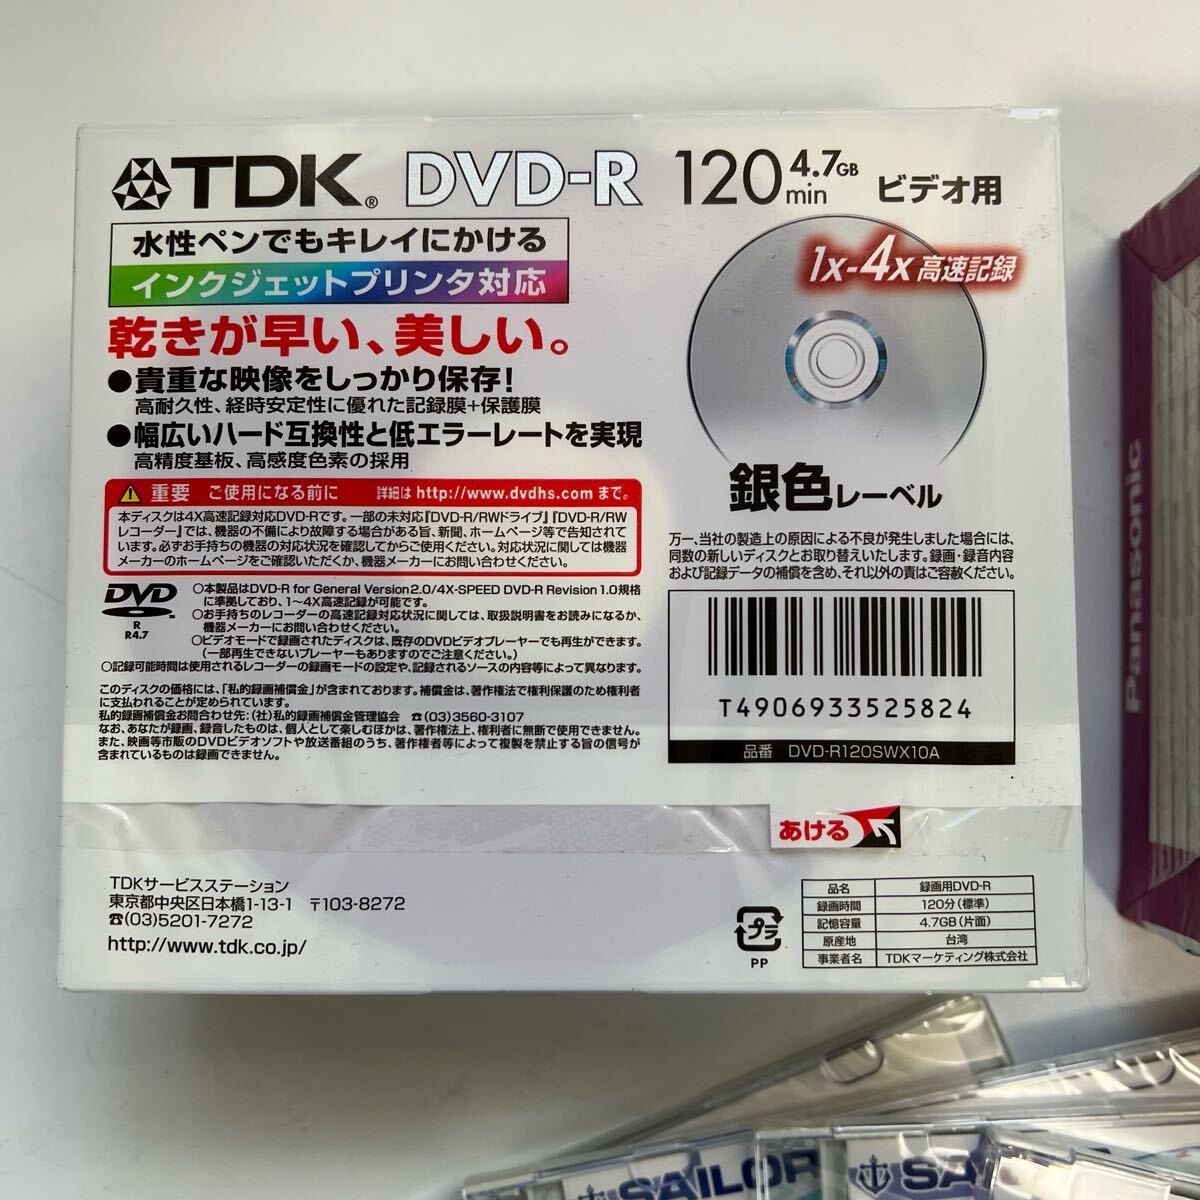 TDK® DVD-R 120min 4.7GB ビデオ用
水性ペンでもキレイにかける
インクジェットプリンタ対応
乾きが早い、美しい。
●貴重な映像をしっかり保存!
高耐久性、経時安定性に優れた記録膜+保護膜
●幅広いハード互換性と低エラーレートを実現
高精度基板、高感度色素の採用
重要 ご使用になる前に 詳細は http://www.dvdhs.com まで。
本ディスクは4X高速記録対応DVD-Rです。一部の未対応『DVD-R/RWドライブ』『DVD-R/RW
レコーダー』では、機器の不備により故障する場合がある旨、新聞、ホームページ等で告知されて
います。必ずお手持ちの機器の対応状況を確認してからご使用ください。対応状況に関しては機器
メーカーのホームページをご確認いただくか、機器メーカーにお問い合わせください。
DVD
R
R4.7
○本製品はDVD-R for General Version2.0/4X-SPEED DVD-R Revision 1.0規格
に準拠しており、1～4X高速記録が可能です。
○お手持ちのレコーダーの高速記録対応状況に関しては、取扱説明書をお読みになるか、
機器メーカーにお問い合わせください。
○ビデオモードで録画されたディスクは、既存のDVDビデオプレーヤーでも再生ができます。
(一部再生できないプレーヤーもありますのでご注意ください。)
○記録可能時間は使用されるレコーダーの録画モードの設定や、記録されるソースの内容等によって異なります。
このディスクの価格には、「私的録画補償金」が含まれております。補償金は、著作権法で権利保護のため権利者
に支払われることが定められています。
私的録画補償金お問合わせ先:(社)私的録画補償金管理協会 ☎(03)3560-3107
なお、あなたが録画、録音したものは、個人として楽しむほかは、著作権法上、権利者に無断で使用できません。
また、映画等市販のDVDビデオソフトや放送番組のうち、著作権者等によって複製を禁止する旨の信号が
含まれているものは録画できません。
1x-4x 高速記録
銀色レーベル
万一、当社の製造上の原因による不良が発生しました場合には、
同数の新しいディスクとお取り替えいたします。録画・録音内容
および記録データの補償を含め、それ以外の責はご容赦ください。
T4906933525824
品番 DVD-R120SWX10A
あける
TDKサービスステーション
東京都中央区日本橋1-13-1 〒103-8272
☎(03)5201-7272
http://www.tdk.co.jp/
プラ
PP
品名 録画用DVD-R
録画時間 120分(標準)
記憶容量 4.7GB(片面)
原産地 台湾
事業者名 TDKマーケティング株式会社
Panasonic
SAILOR
SAILOR